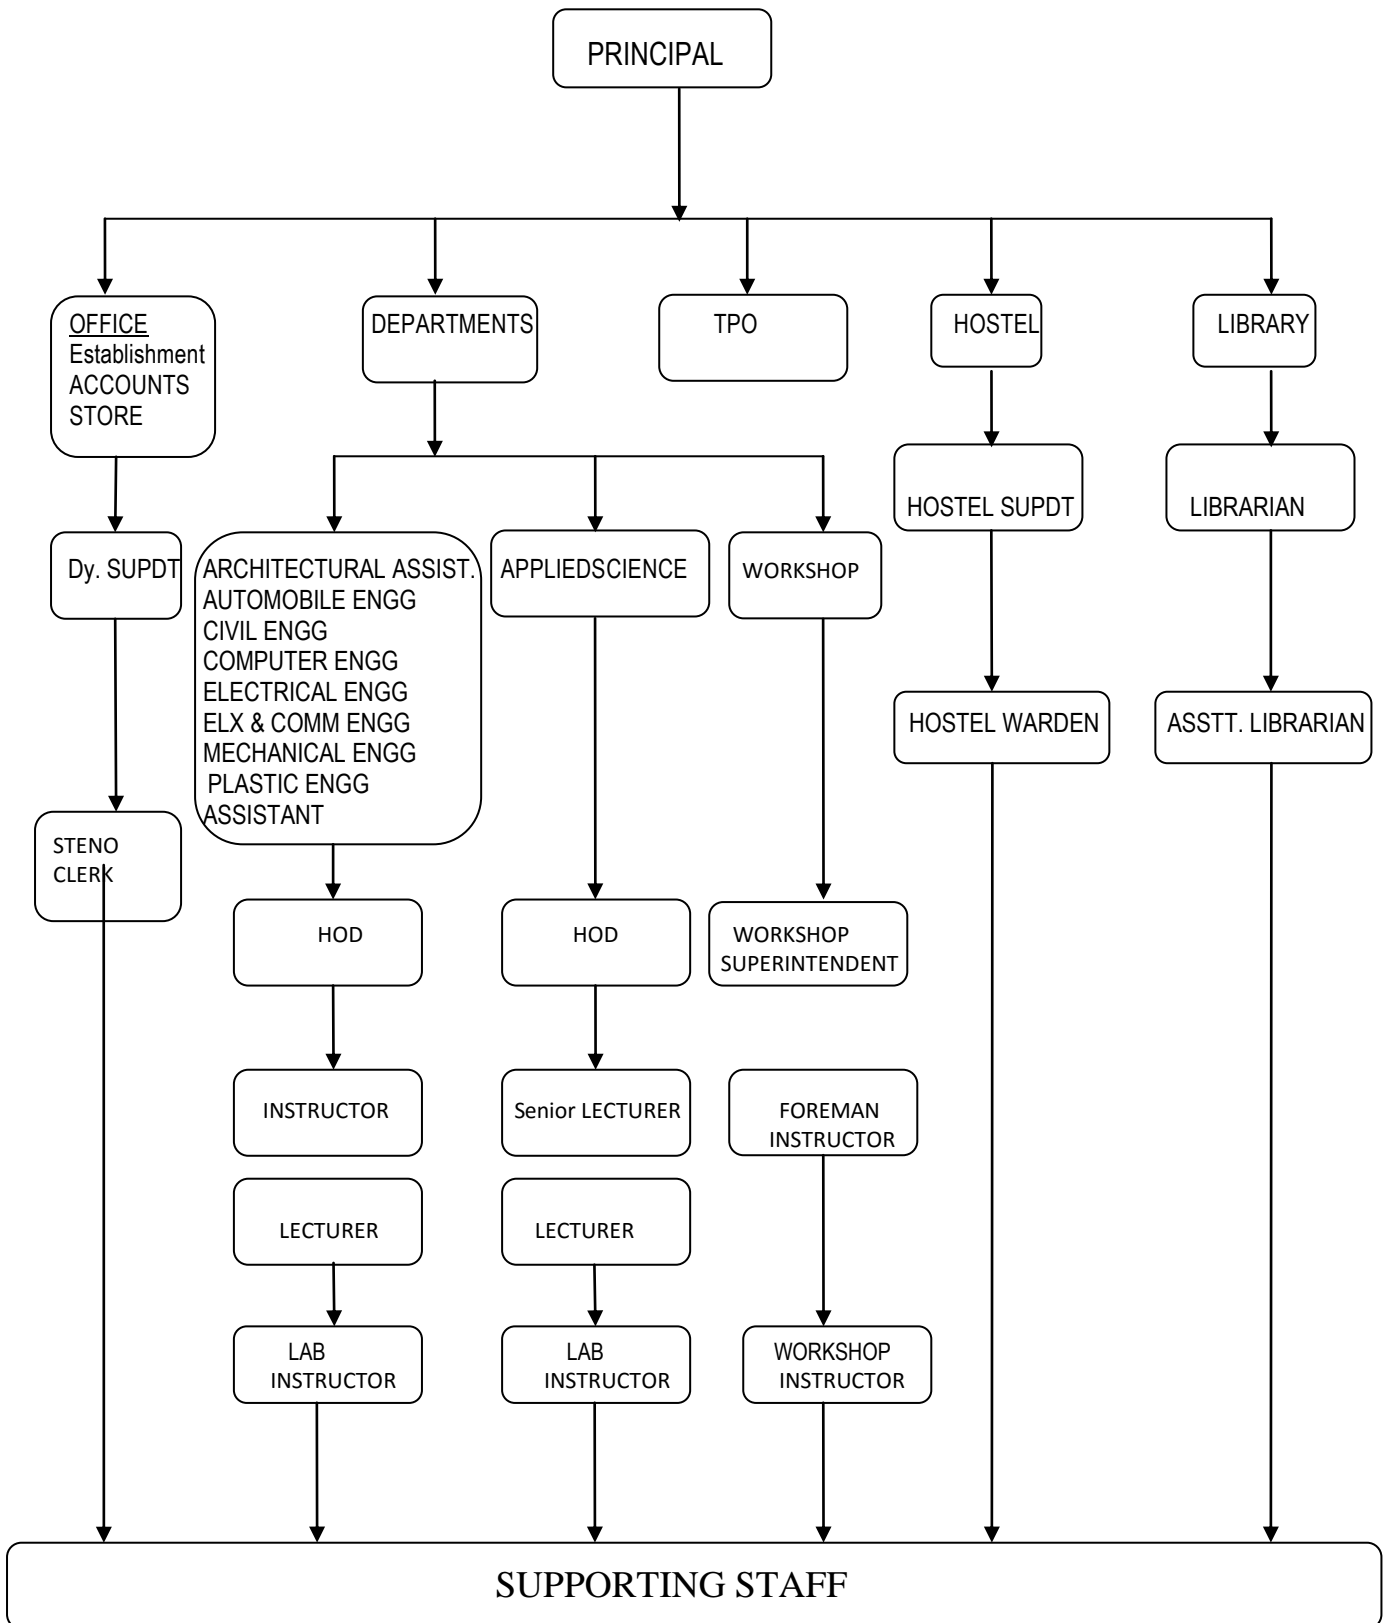 PRINCIPAL
OFFICE
Establishment
ACCOUNTS
STORE
DEPARTMENTS
TPO
HOSTEL
LIBRARY
HOSTEL SUPDT
LIBRARIAN
Dy. SUPDT
ARCHITECTURAL ASSIST.
AUTOMOBILE ENGG
CIVIL ENGG
COMPUTER ENGG
ELECTRICAL ENGG
ELX & COMM ENGG
MECHANICAL ENGG
PLASTIC ENGG
ASSISTANT
APPLIEDSCIENCE
WORKSHOP
HOSTEL WARDEN
ASSTT. LIBRARIAN
STENO
CLERK
HOD
HOD
WORKSHOP
SUPERINTENDENT
INSTRUCTOR
Senior LECTURER
FOREMAN
INSTRUCTOR
LECTURER
LECTURER
LAB
INSTRUCTOR
LAB
INSTRUCTOR
WORKSHOP
INSTRUCTOR
SUPPORTING STAFF